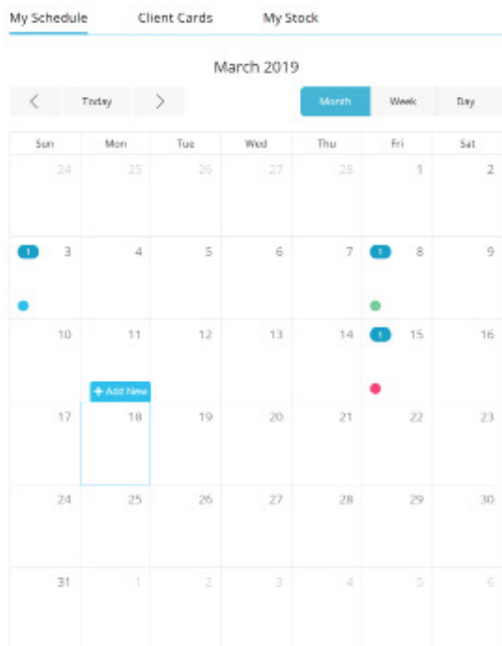 My Schedule Client Cards My Stock
March 2019
Today Month Week Day
Sun Mon Tue Wed Thu Fri Sat
24 25 26 27 28 1 2
1 3 4 5 6 7 1 8 9
10 11 12 13 14 1 15 16
+ Add New
17 18 19 20 21 22 23
24 25 26 27 28 29 30
31 1 2 3 4 5 6